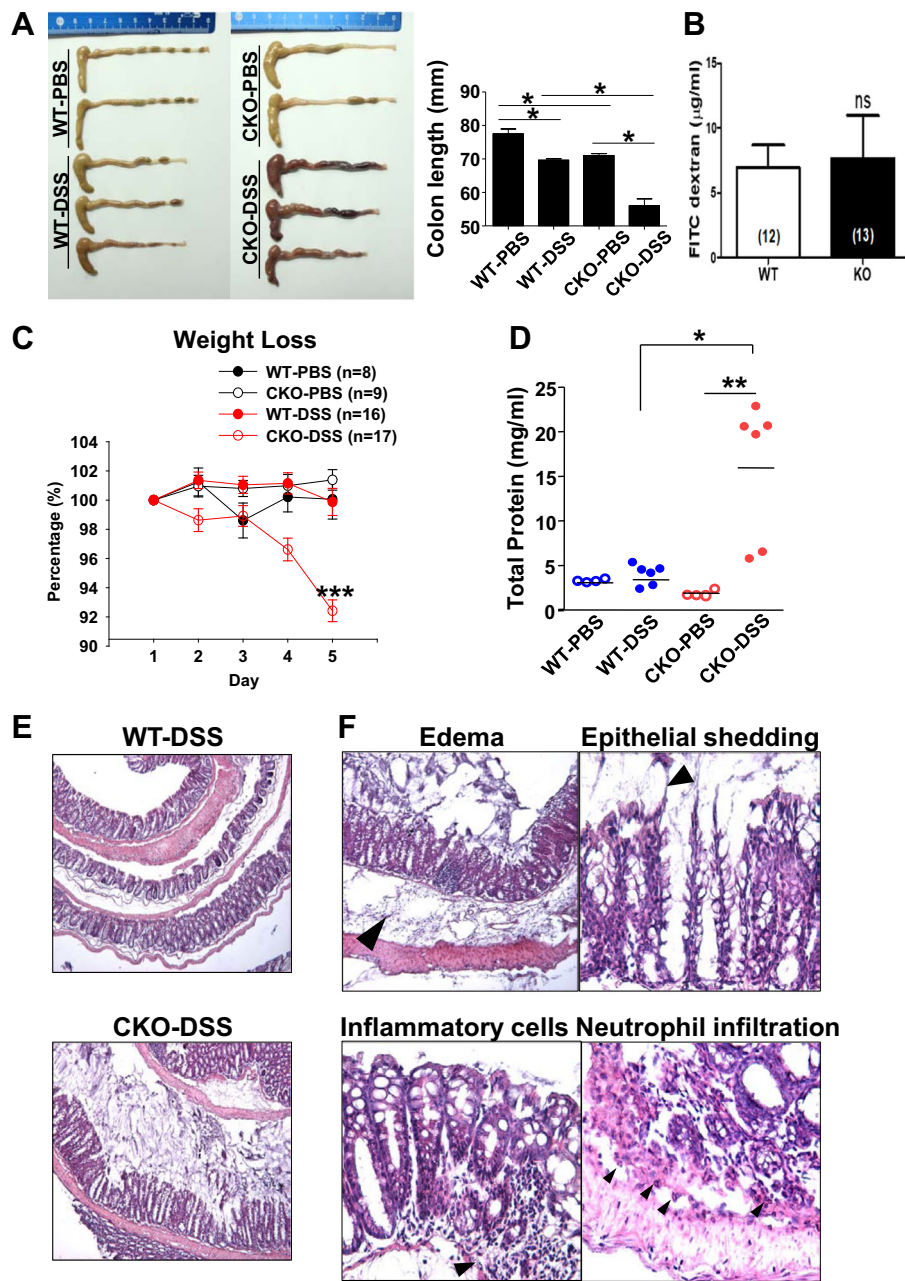 A
WT-PBS
WT-DSS
CKO-PBS
CKO-DSS
Colon length (mm)
90
80
70
60
50
*
*
*
*
WT-PBS
WT-DSS
CKO-PBS
CKO-DSS
B
FITC dextran (µg/ml)
15
10
5
0
ns
(12)
(13)
WT
KO
C
Weight Loss
WT-PBS (n=8)
CKO-PBS (n=9)
WT-DSS (n=16)
CKO-DSS (n=17)
Percentage (%)
104
102
100
98
96
94
92
90
***
1 2 3 4 5
Day
D
Total Protein (mg/ml)
25
20
15
10
5
0
*
**
WT-PBS
WT-DSS
CKO-PBS
CKO-DSS
E
WT-DSS
CKO-DSS
F
Edema
Epithelial shedding
Inflammatory cells
Neutrophil infiltration